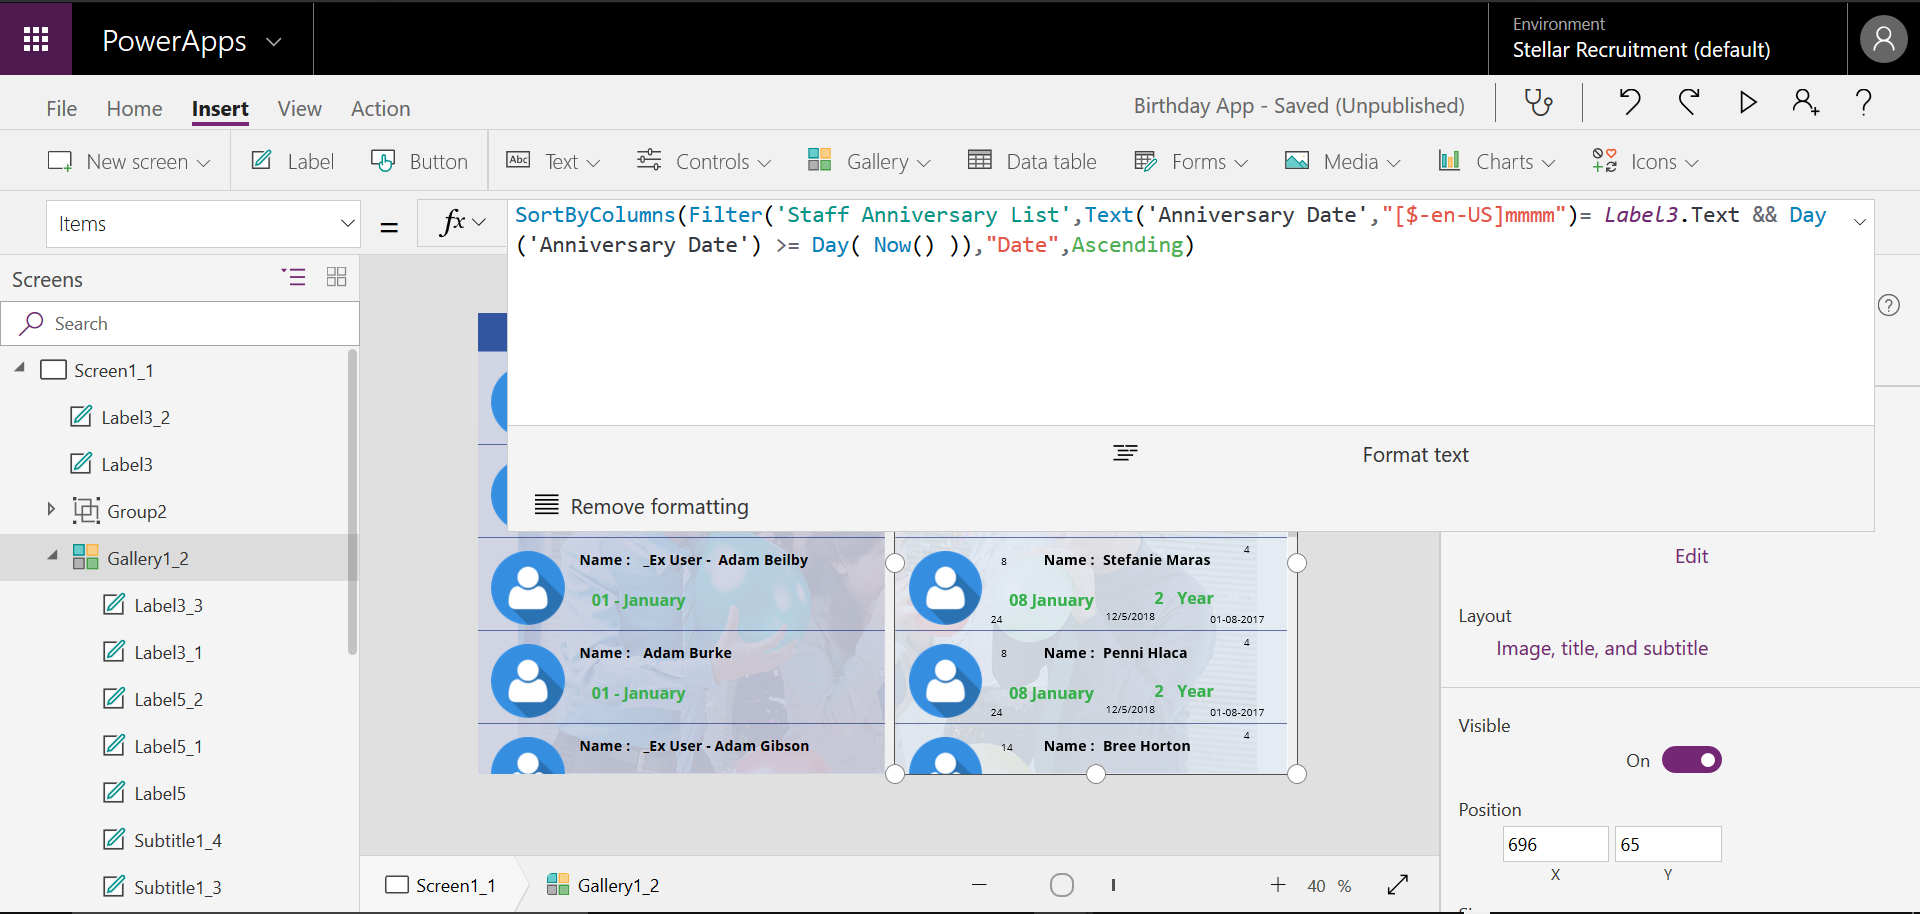 PowerApps
Environment
Stellar Recruitment (default)
File Home Insert View Action
Birthday App - Saved (Unpublished)
New screen Label Button Text Controls Gallery Data table Forms Media Charts Icons
Abc
Items
=
fx
SortByColumns(Filter('Staff Anniversary List',Text('Anniversary Date',"[$-en-US]mmmm")= Label3.Text && Day
('Anniversary Date') >= Day( Now() )),"Date",Ascending)
Format text
Remove formatting
Screens
Search
Screen1_1
Label3_2
Label3
Group2
Gallery1_2
Label3_3
Label3_1
Label5_2
Label5_1
Label5
Subtitle1_4
Subtitle1_3
Name : _Ex User - Adam Beilby
01 - January
Name : Adam Burke
01 - January
Name : _Ex User - Adam Gibson
8 Name : Stefanie Maras 4
08 January 2 Year
24 12/5/2018 01-08-2017
8 Name : Penni Hlaca 4
08 January 2 Year
24 12/5/2018 01-08-2017
14 Name : Bree Horton 4
Edit
Layout
Image, title, and subtitle
Visible
On
Position
696 65
X Y
Screen1_1 Gallery1_2
40 %